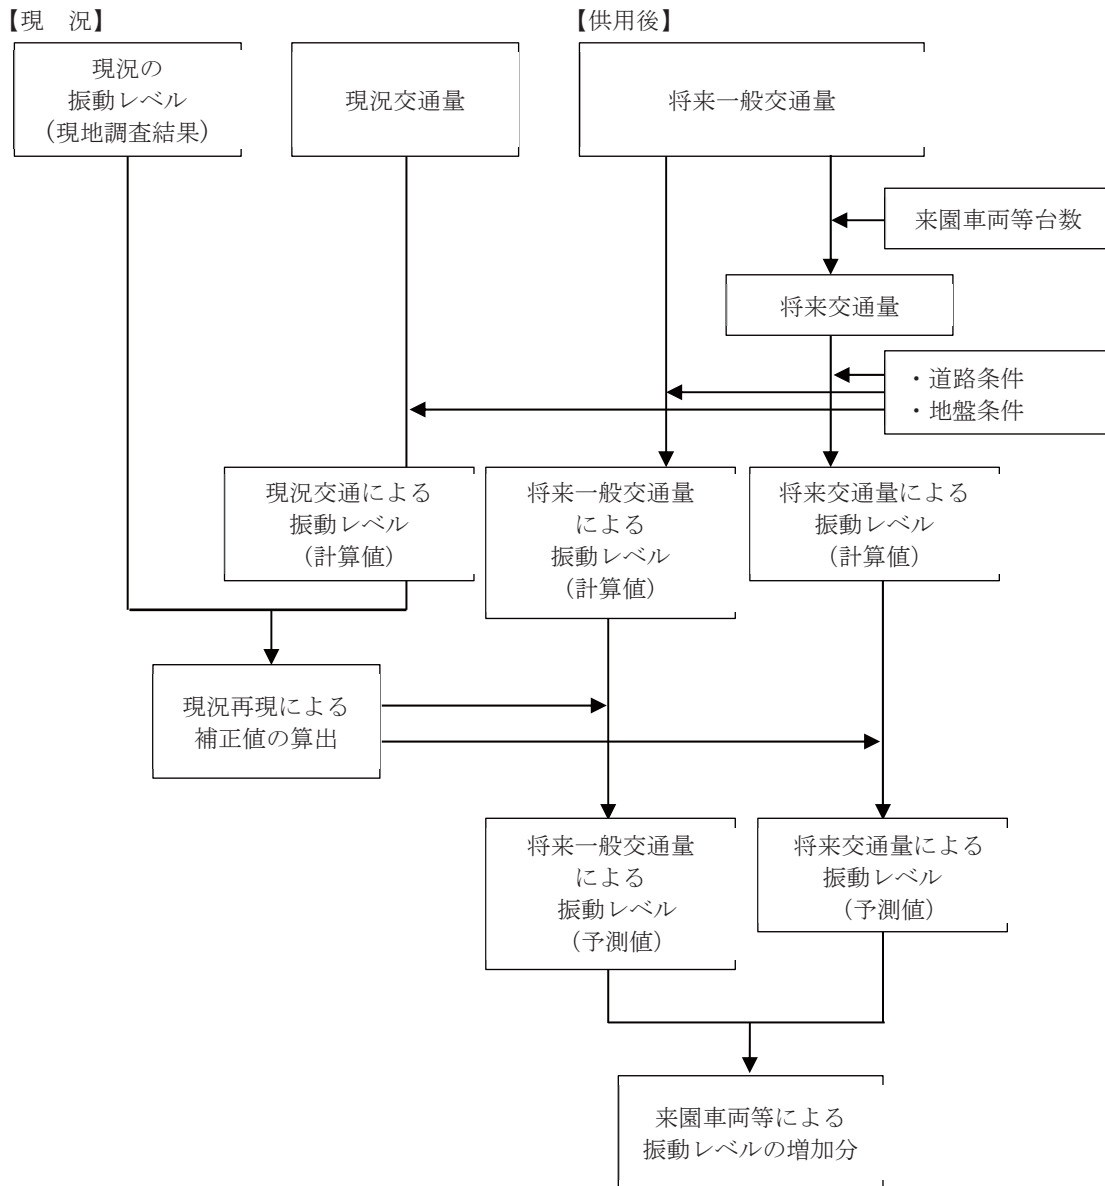 【現　況】
【供用後】
現況の
振動レベル
（現地調査結果）
現況交通量
将来一般交通量
来園車両等台数
将来交通量
・道路条件
・地盤条件
現況交通による
振動レベル
（計算値）
将来一般交通量
による
振動レベル
（計算値）
将来交通量による
振動レベル
（計算値）
現況再現による
補正値の算出
将来一般交通量
による
振動レベル
（予測値）
将来交通量による
振動レベル
（予測値）
来園車両等による
振動レベルの増加分